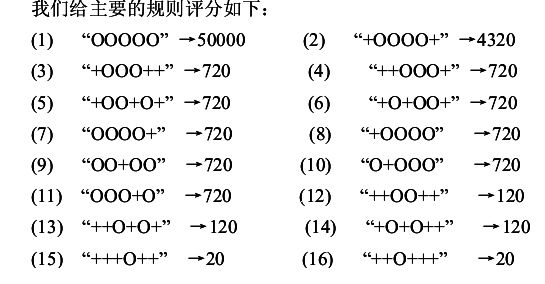 我们给主要的规则评分如下：
(1) “OOOOO” →50000 (2) “+OOOO+” →4320
(3) “+OOO++” →720 (4) “++OOO+” →720
(5) “+OO+O+” →720 (6) “+O+OO+” →720
(7) “OOOO+” →720 (8) “+OOOO” →720
(9) “OO+OO” →720 (10) “O+OOO” →720
(11) “OOO+O” →720 (12) “++OO++” →120
(13) “++O+O+” →120 (14) “+O+O++” →120
(15) “+++O++” →20 (16) “++O+++” →20